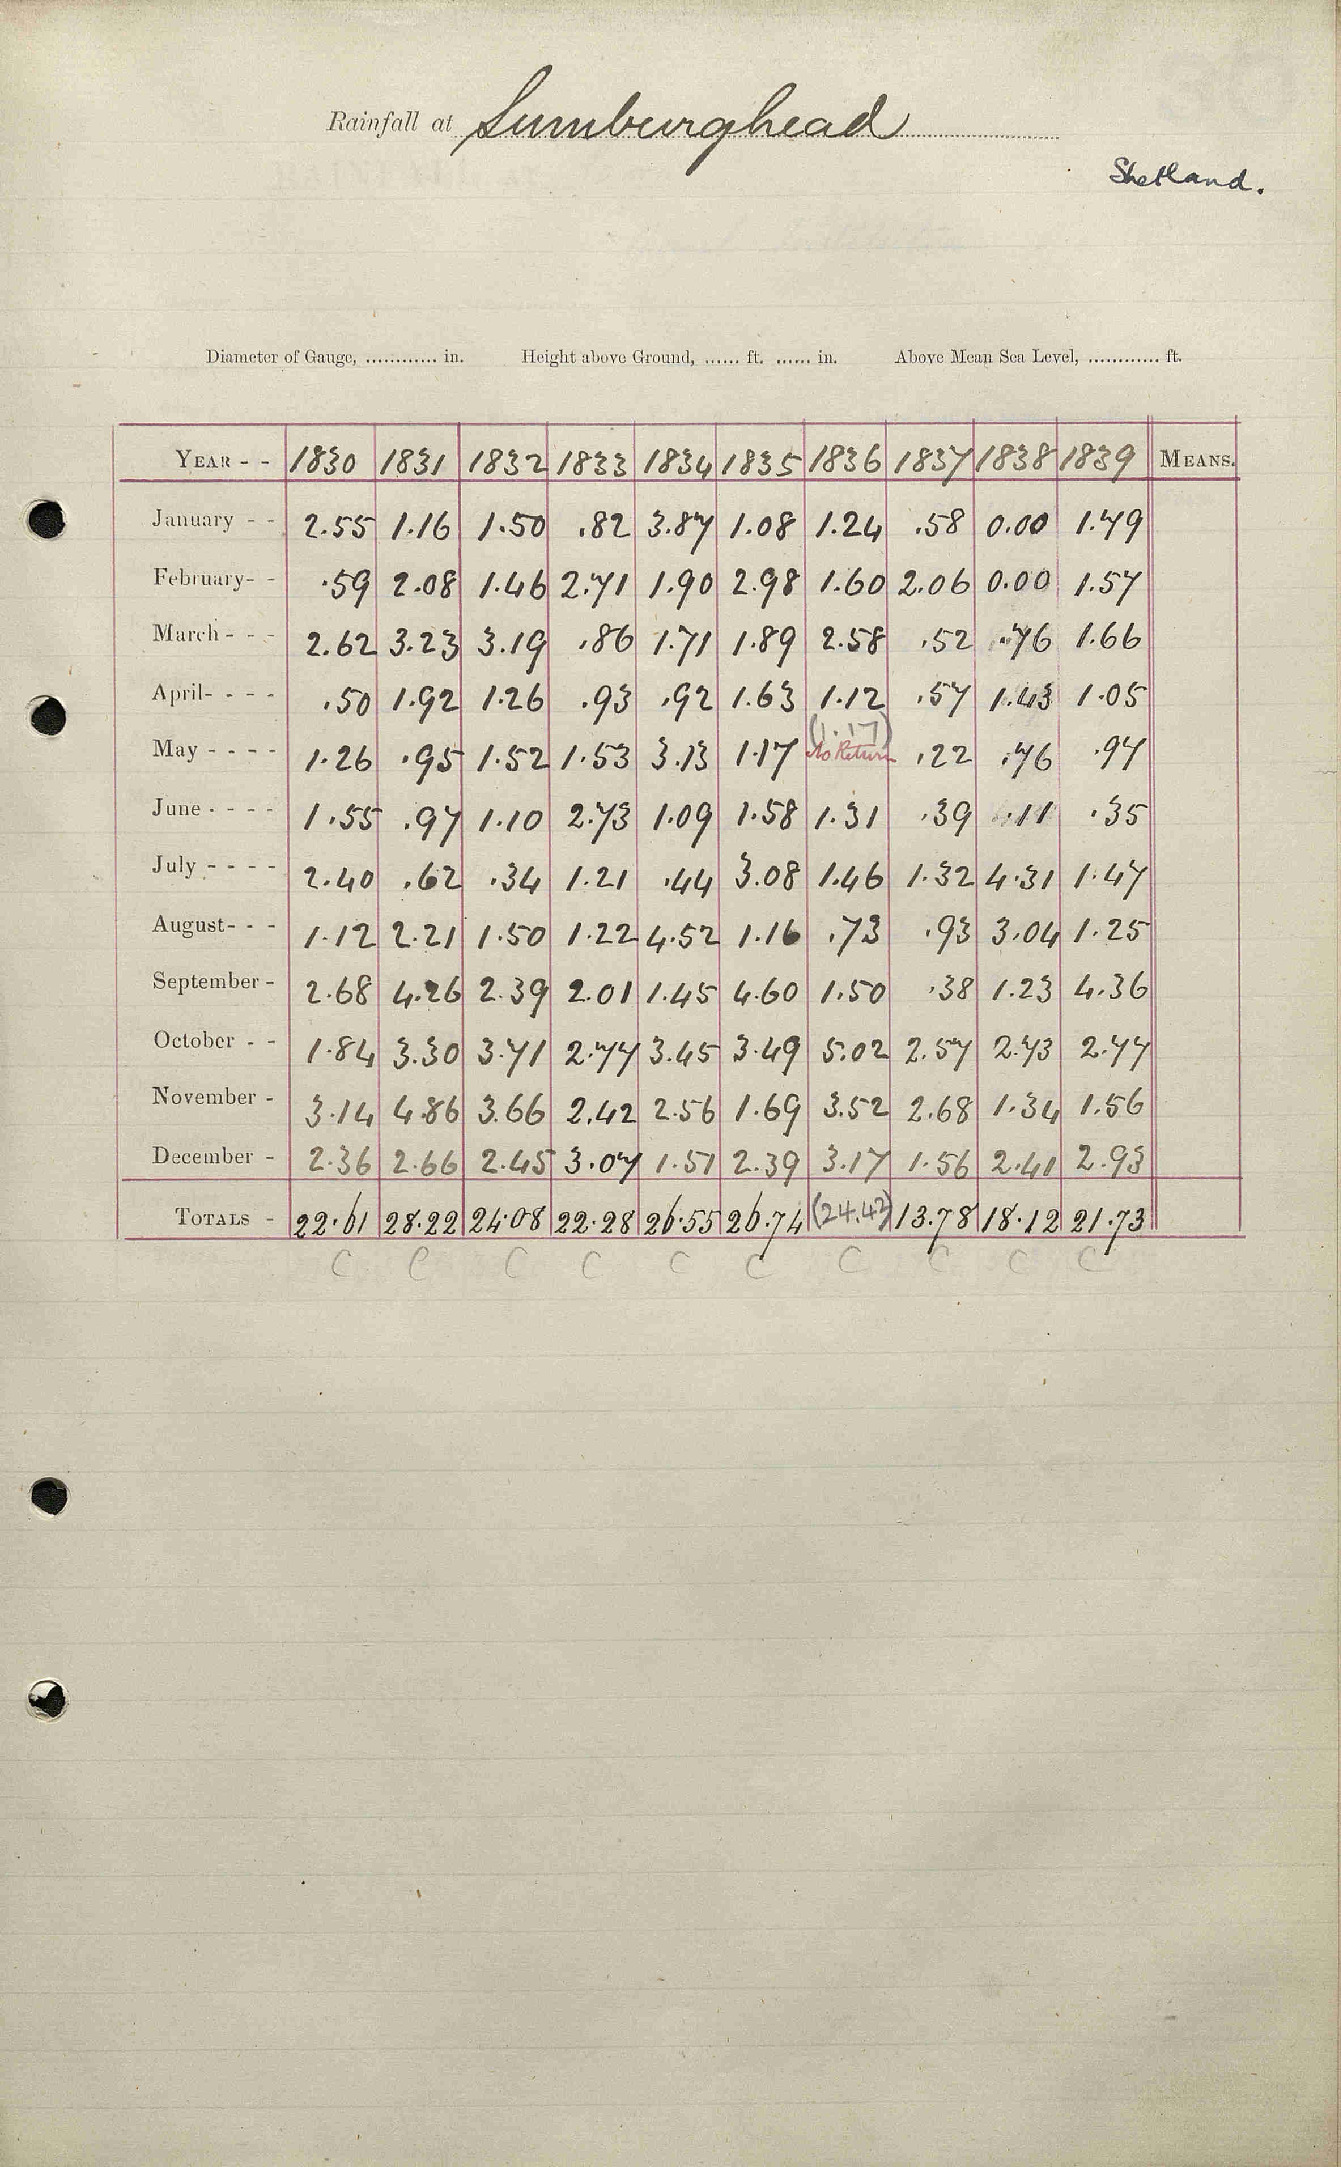 Rainfall at Sumburghead
Shetland.
Diameter of Gauge, ............ in. Height above Ground, ...... ft. ...... in. Above Mean Sea Level, ............ ft.
YEAR - - 1830 1831 1832 1833 1834 1835 1836 1837 1838 1839 MEANS.
January - - 2.55 1.16 1.50 .82 3.87 1.08 1.24 .58 0.00 1.79
February- - .59 2.08 1.46 2.71 1.90 2.98 1.60 2.06 0.00 1.57
March - - - 2.62 3.23 3.19 .86 1.71 1.89 2.58 .52 .76 1.66
April- - - - .50 1.92 1.26 .93 .92 1.63 1.12 .57 1.43 1.05
(1.17)
May - - - - 1.26 .95 1.52 1.53 3.13 1.17 No Return .22 .76 .97
June - - - - 1.55 .97 1.10 2.73 1.09 1.58 1.31 .39 .11 .35
July - - - - 2.40 .62 .34 1.21 .44 3.08 1.46 1.32 4.31 1.47
August- - - 1.12 2.21 1.50 1.22 4.52 1.16 .73 .93 3.04 1.25
September - 2.68 4.26 2.39 2.01 1.45 4.60 1.50 .38 1.23 4.36
October - - 1.84 3.30 3.71 2.77 3.45 3.49 5.02 2.57 2.73 2.77
November - 3.14 4.86 3.66 2.42 2.56 1.69 3.52 2.68 1.34 1.56
December - 2.36 2.66 2.45 3.07 1.51 2.39 3.17 1.56 2.41 2.93
TOTALS - 22.61 28.22 24.08 22.28 26.55 26.74 (24.42) 13.78 18.12 21.73
C C C C C C C C C C